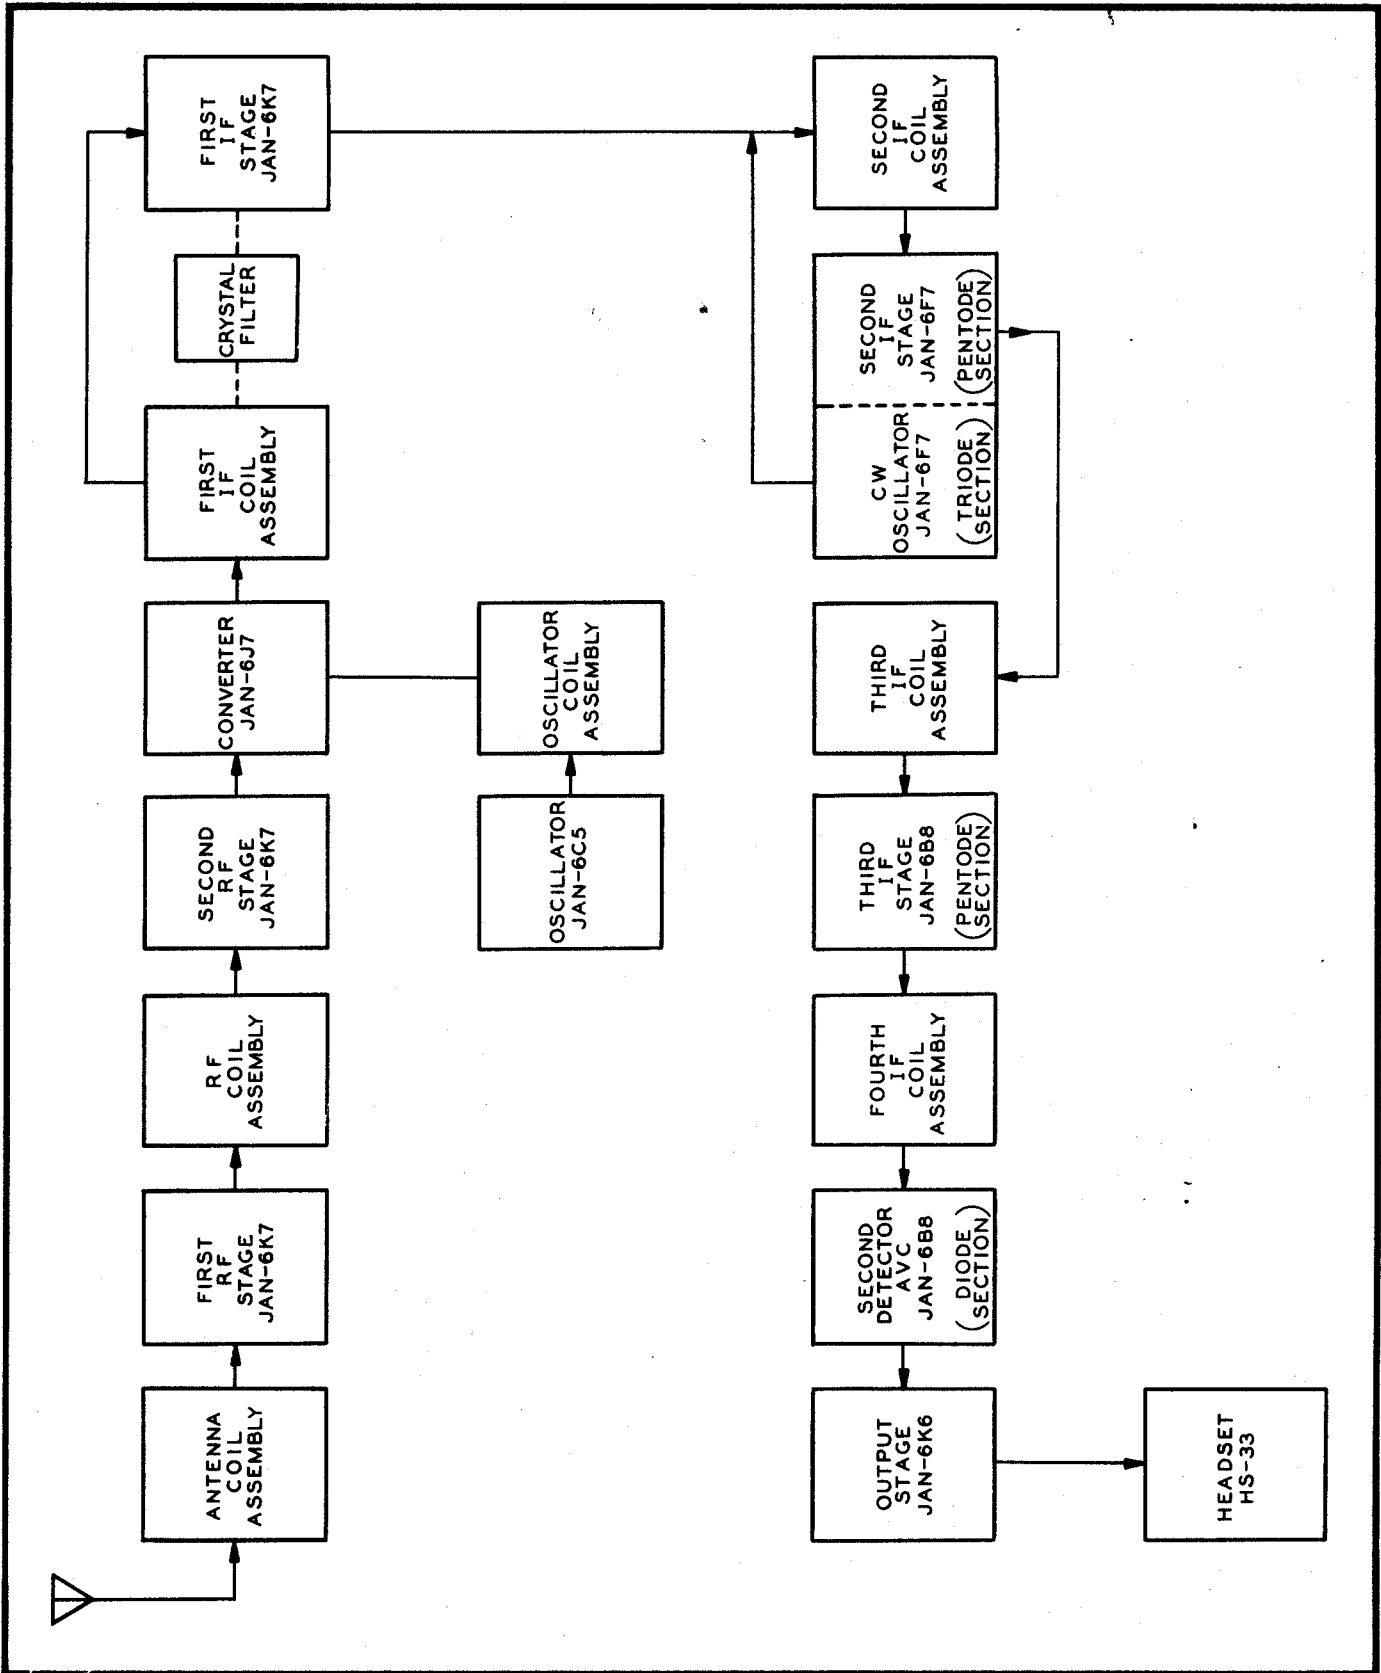 ANTENNA
COIL
ASSEMBLY
FIRST
RF
STAGE
JAN-6K7
RF
COIL
ASSEMBLY
SECOND
RF
STAGE
JAN-6K7
CONVERTER
JAN-6J7
FIRST
IF
COIL
ASSEMBLY
CRYSTAL
FILTER
FIRST
IF
STAGE
JAN-6K7
OSCILLATOR
JAN-6C5
OSCILLATOR
COIL
ASSEMBLY
OUTPUT
STAGE
JAN-6K6
SECOND
DETECTOR
AVC
JAN-6B8
(DIODE
SECTION)
FOURTH
IF
COIL
ASSEMBLY
THIRD
IF
STAGE
JAN-6B8
(PENTODE
SECTION)
THIRD
IF
COIL
ASSEMBLY
CW
OSCILLATOR
JAN-6F7
(TRIODE
SECTION)
SECOND
IF
STAGE
JAN-6F7
(PENTODE
SECTION)
SECOND
IF
COIL
ASSEMBLY
HEADSET
HS-33